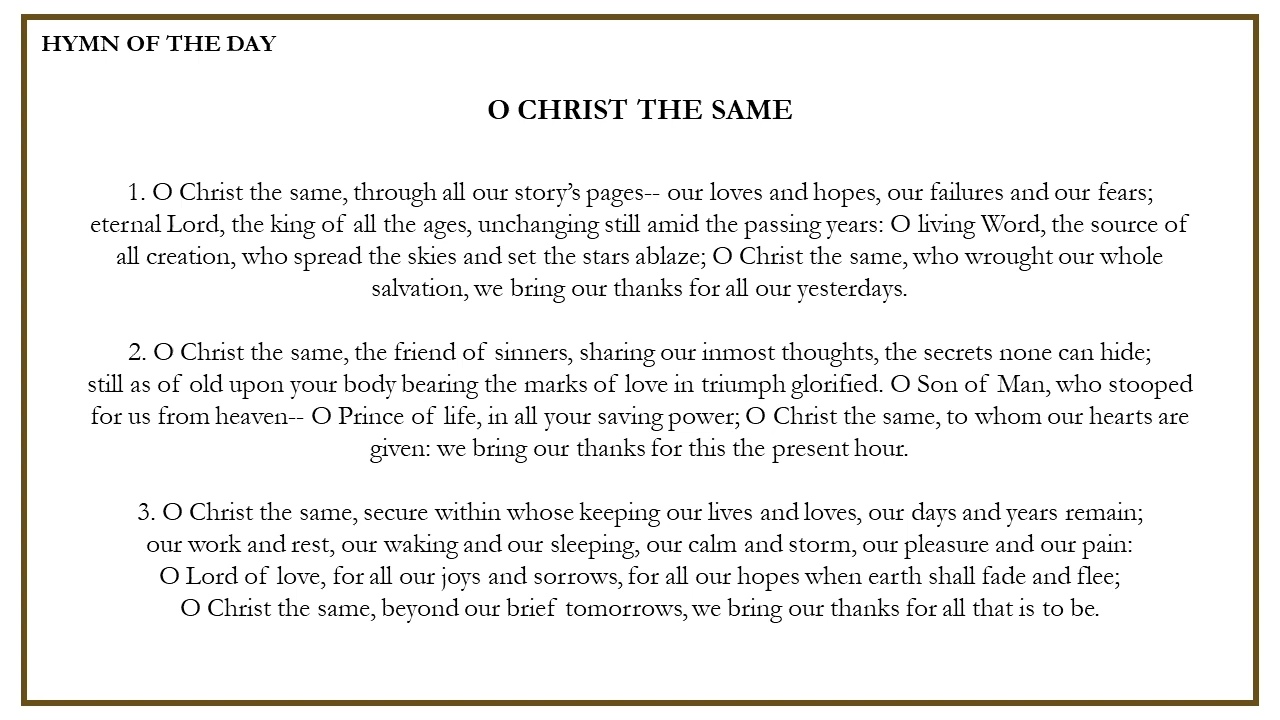 HYMN OF THE DAY
O CHRIST THE SAME
1. O Christ the same, through all our story’s pages-- our loves and hopes, our failures and our fears;
eternal Lord, the king of all the ages, unchanging still amid the passing years: O living Word, the source of
all creation, who spread the skies and set the stars ablaze; O Christ the same, who wrought our whole
salvation, we bring our thanks for all our yesterdays.
2. O Christ the same, the friend of sinners, sharing our inmost thoughts, the secrets none can hide;
still as of old upon your body bearing the marks of love in triumph glorified. O Son of Man, who stooped
for us from heaven-- O Prince of life, in all your saving power; O Christ the same, to whom our hearts are
given: we bring our thanks for this the present hour.
3. O Christ the same, secure within whose keeping our lives and loves, our days and years remain;
our work and rest, our waking and our sleeping, our calm and storm, our pleasure and our pain:
O Lord of love, for all our joys and sorrows, for all our hopes when earth shall fade and flee;
O Christ the same, beyond our brief tomorrows, we bring our thanks for all that is to be.